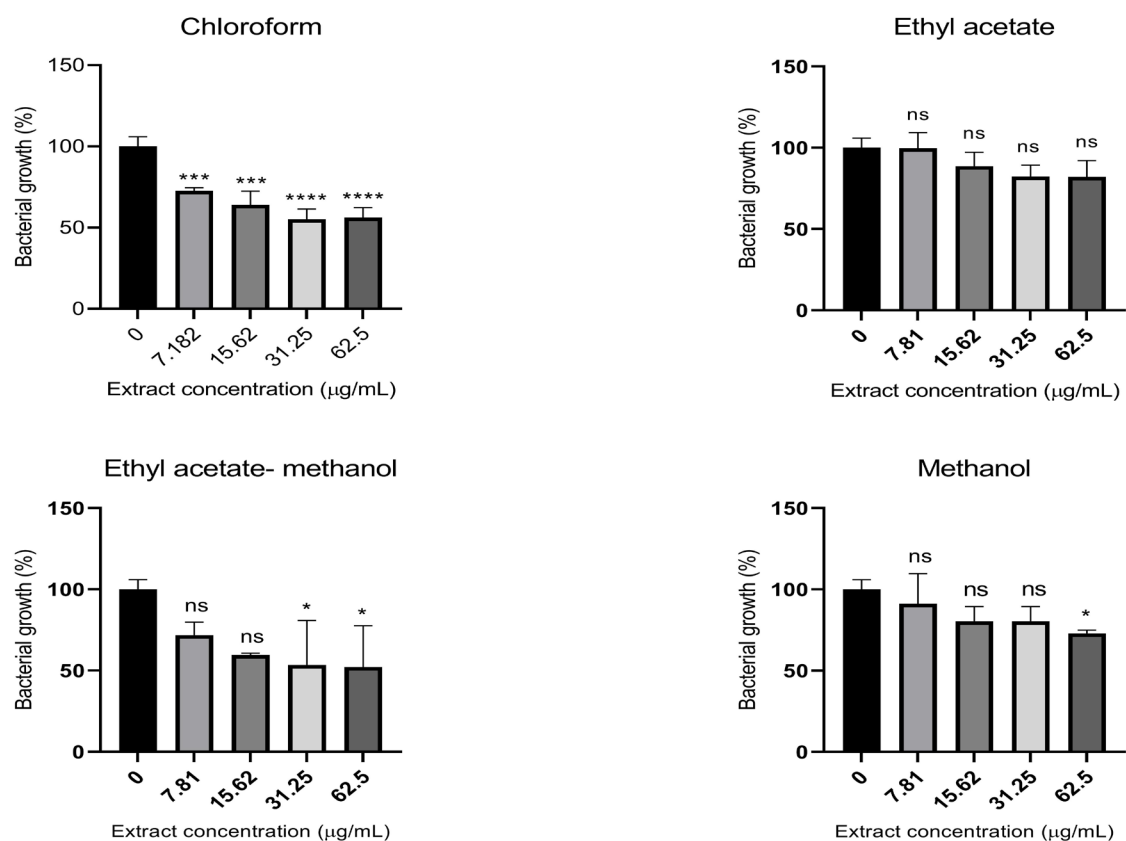 Chloroform
Bacterial growth (%)
150
100
50
0
*** *** **** ****
0 7.182 15.62 31.25 62.5
Extract concentration (μg/mL)
Ethyl acetate
Bacterial growth (%)
150
100
50
0
ns ns ns ns
0 7.81 15.62 31.25 62.5
Extract concentration (μg/mL)
Ethyl acetate- methanol
Bacterial growth (%)
150
100
50
0
ns ns * *
0 7.81 15.62 31.25 62.5
Extract concentration (μg/mL)
Methanol
Bacterial growth (%)
150
100
50
0
ns ns ns *
0 7.81 15.62 31.25 62.5
Extract concentration (μg/mL)